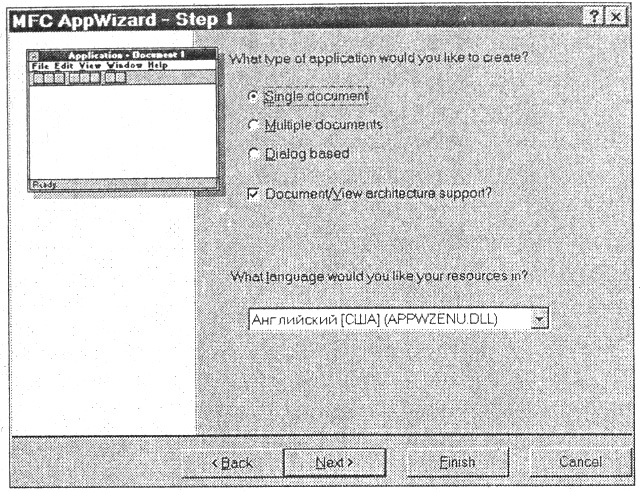 MFC AppWizard - Step 1
Application - Document 1
File Edit View Window Help
Ready
What type of application would you like to create?
Single document
Multiple documents
Dialog based
Document/View architecture support?
What language would you like your resources in?
Английский [США] (APPWZENU.DLL)
< Back
Next >
Finish
Cancel